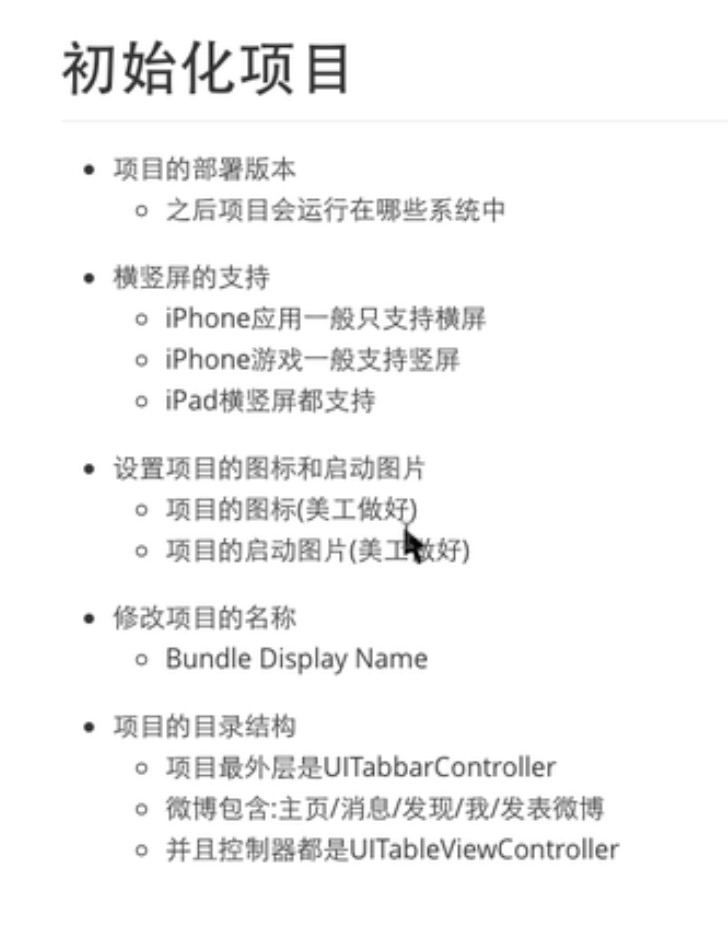 初始化项目
项目的部署版本
之后项目会运行在哪些系统中
横竖屏的支持
iPhone应用一般只支持横屏
iPhone游戏一般支持竖屏
iPad横竖屏都支持
设置项目的图标和启动图片
项目的图标(美工做好)
项目的启动图片(美工做好)
修改项目的名称
Bundle Display Name
项目的目录结构
项目最外层是UITabbarController
微博包含:主页/消息/发现/我/发表微博
并且控制器都是UITableViewController